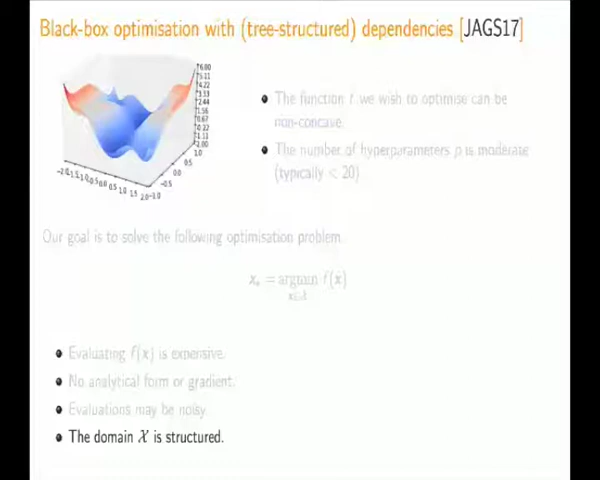 Black-box optimisation with (tree-structured) dependencies [JAGS17]
The function f we wish to optimise can be
non-concave.
The number of hyperparameters p is moderate
(typically < 20)
Our goal is to solve the following optimisation problem
x* = argmin f(x)
Evaluating f(x) is expensive.
No analytical form or gradient.
Evaluations may be noisy.
The domain X is structured.